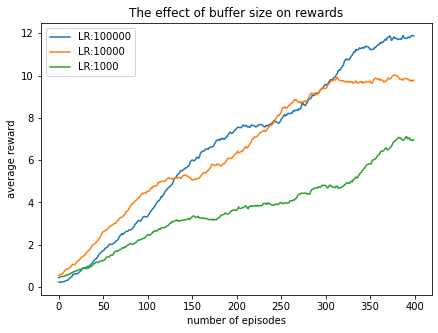 The effect of buffer size on rewards
LR:100000
LR:10000
LR:1000
average reward
12
10
8
6
4
2
0
0 50 100 150 200 250 300 350 400
number of episodes